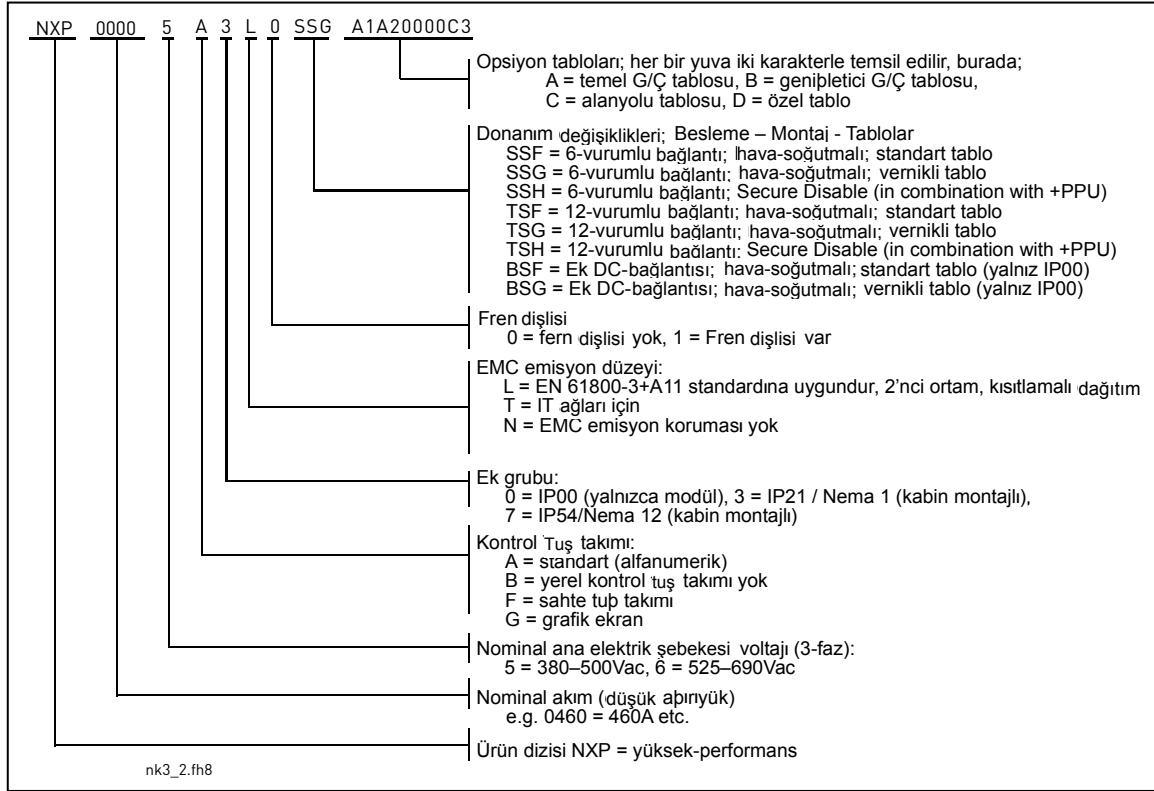 NXP 0000 5 A 3 L 0 SSG A1A20000C3
Opsiyon tabloları; her bir yuva iki karakterle temsil edilir, burada;
A = temel G/Ç tablosu, B = geniþletici G/Ç tablosu,
C = alanyolu tablosu, D = özel tablo
Donanım değişiklikleri; Besleme – Montaj - Tablolar
SSF = 6-vurumlu bağlantı; hava-soğutmalı; standart tablo
SSG = 6-vurumlu bağlantı; hava-soğutmalı; vernikli tablo
SSH = 6-vurumlu bağlantı; Secure Disable (in combination with +PPU)
TSF = 12-vurumlu bağlantı; hava-soğutmalı; standart tablo
TSG = 12-vurumlu bağlantı; hava-soğutmalı; vernikli tablo
TSH = 12-vurumlu bağlantı: Secure Disable (in combination with +PPU)
BSF = Ek DC-bağlantısı; hava-soğutmalı; standart tablo (yalnız IP00)
BSG = Ek DC-bağlantısı; hava-soğutmalı; vernikli tablo (yalnız IP00)
Fren dişlisi
0 = fern dişlisi yok, 1 = Fren dişlisi var
EMC emisyon düzeyi:
L = EN 61800-3+A11 standardına uygundur, 2’nci ortam, kısıtlamalı dağıtım
T = IT ağları için
N = EMC emisyon koruması yok
Ek grubu:
0 = IP00 (yalnızca modül), 3 = IP21 / Nema 1 (kabin montajlı),
7 = IP54/Nema 12 (kabin montajlı)
Kontrol Tuş takımı:
A = standart (alfanumerik)
B = yerel kontrol tuş takımı yok
F = sahte tuþ takımı
G = grafik ekran
Nominal ana elektrik şebekesi voltajı (3-faz):
5 = 380–500Vac, 6 = 525–690Vac
Nominal akım (düşük aþırıyük)
e.g. 0460 = 460A etc.
Ürün dizisi NXP = yüksek-performans
nk3_2.fh8